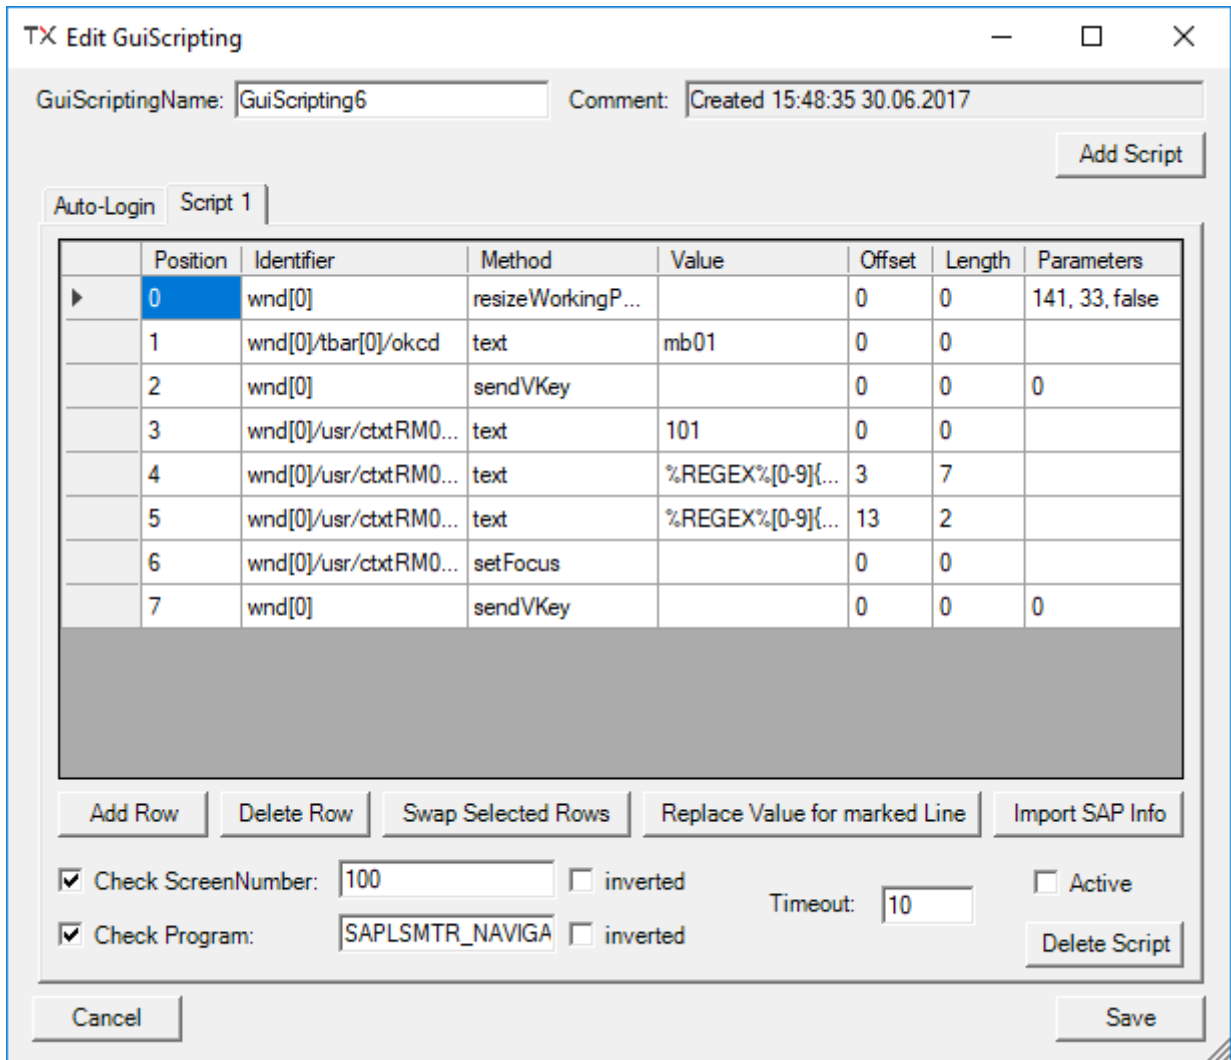 TX Edit GuiScripting
GuiScriptingName: GuiScripting6 Comment: Created 15:48:35 30.06.2017
Add Script
Auto-Login Script 1
Position Identifier Method Value Offset Length Parameters
0 wnd[0] resizeWorkingP... 0 0 141, 33, false
1 wnd[0]/tbar[0]/okcd text mb01 0 0
2 wnd[0] sendVKey 0 0 0
3 wnd[0]/usr/ctxtRM0... text 101 0 0
4 wnd[0]/usr/ctxtRM0... text %REGEX%[0-9]{... 3 7
5 wnd[0]/usr/ctxtRM0... text %REGEX%[0-9]{... 13 2
6 wnd[0]/usr/ctxtRM0... setFocus 0 0
7 wnd[0] sendVKey 0 0 0
Add Row Delete Row Swap Selected Rows Replace Value for marked Line Import SAP Info
Check ScreenNumber: 100 inverted Timeout: 10 Active
Check Program: SAPLSMTR_NAVIGA inverted Delete Script
Cancel Save